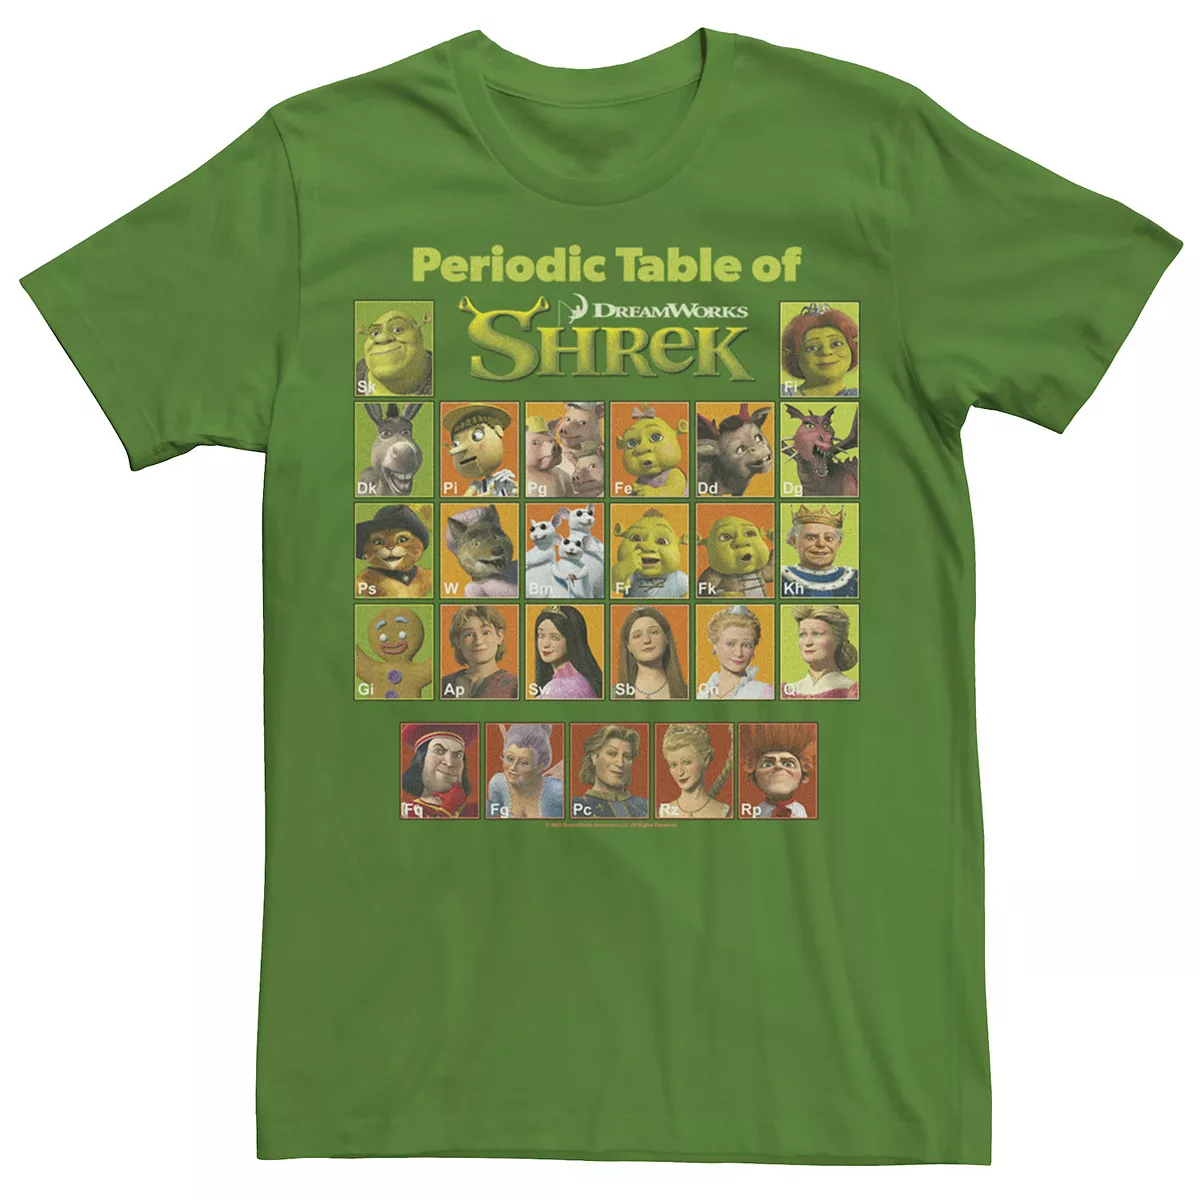 Periodic Table of
DREAMWORKS
SHREK
Sk Fi
Dk Pi Pg Fe Dd Dg
Ps W Bm Fr Fk Kh
Gi Ap Sw Sb Cn Ql
Fq Fg Pc Rz Rp